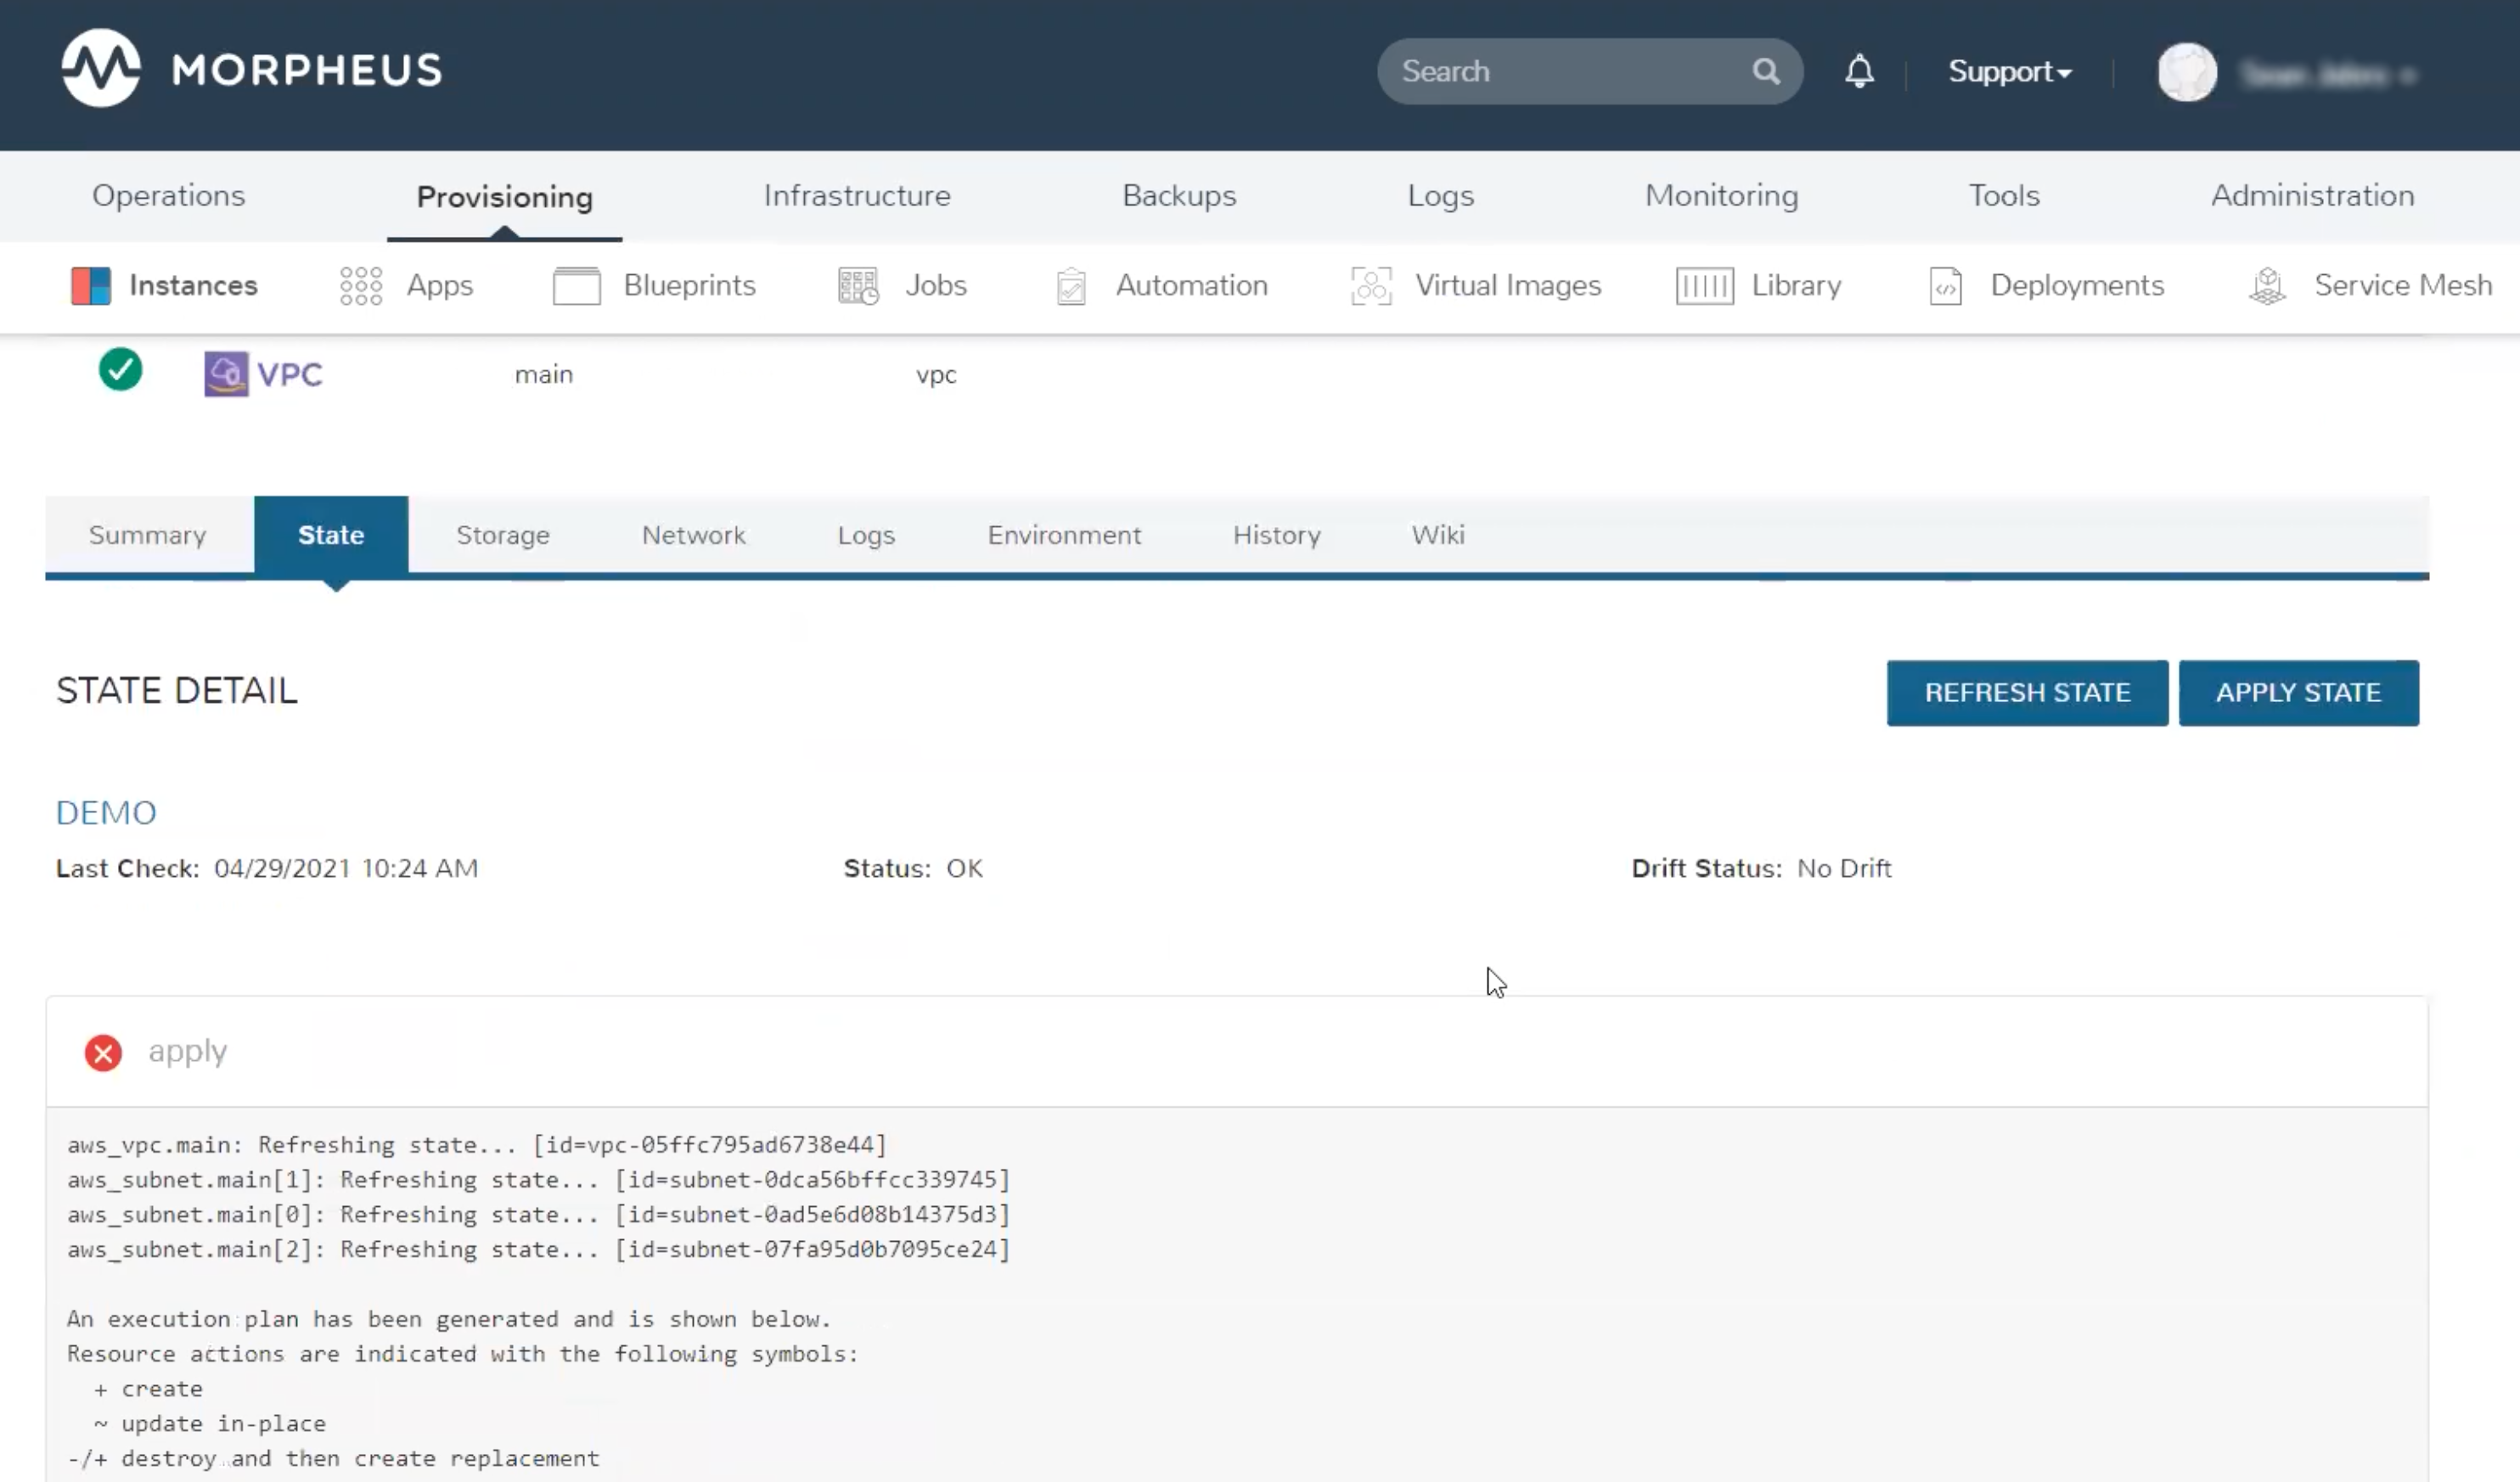 MORPHEUS
Search
Support
Operations Provisioning Infrastructure Backups Logs Monitoring Tools Administration
Instances Apps Blueprints Jobs Automation Virtual Images Library Deployments Service Mesh
VPC main vpc
Summary State Storage Network Logs Environment History Wiki
STATE DETAIL
REFRESH STATE
APPLY STATE
DEMO
Last Check: 04/29/2021 10:24 AM Status: OK Drift Status: No Drift
apply
aws_vpc.main: Refreshing state... [id=vpc-05ffc795ad6738e44]
aws_subnet.main[1]: Refreshing state... [id=subnet-0dca56bffcc339745]
aws_subnet.main[0]: Refreshing state... [id=subnet-0ad5e6d08b14375d3]
aws_subnet.main[2]: Refreshing state... [id=subnet-07fa95d0b7095ce24]
An execution plan has been generated and is shown below.
Resource actions are indicated with the following symbols:
+ create
~ update in-place
-/+ destroy and then create replacement